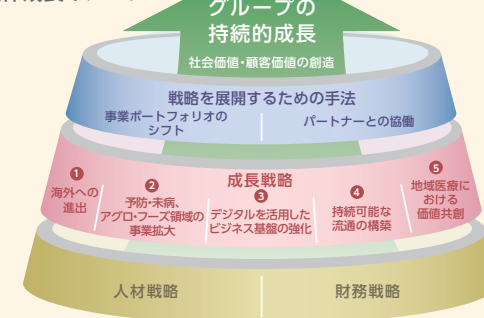 グループの
持続的成長
社会価値・顧客価値の創造
戦略を展開するための手法
事業ポートフォリオの
シフト
パートナーとの協働
成長戦略
1
海外への
進出
2
予防・未病、
アグロ・フーズ領域の
事業拡大
3
デジタルを活用した
ビジネス基盤の強化
4
持続可能な
流通の構築
5
地域医療に
おける
価値共創
人材戦略
財務戦略